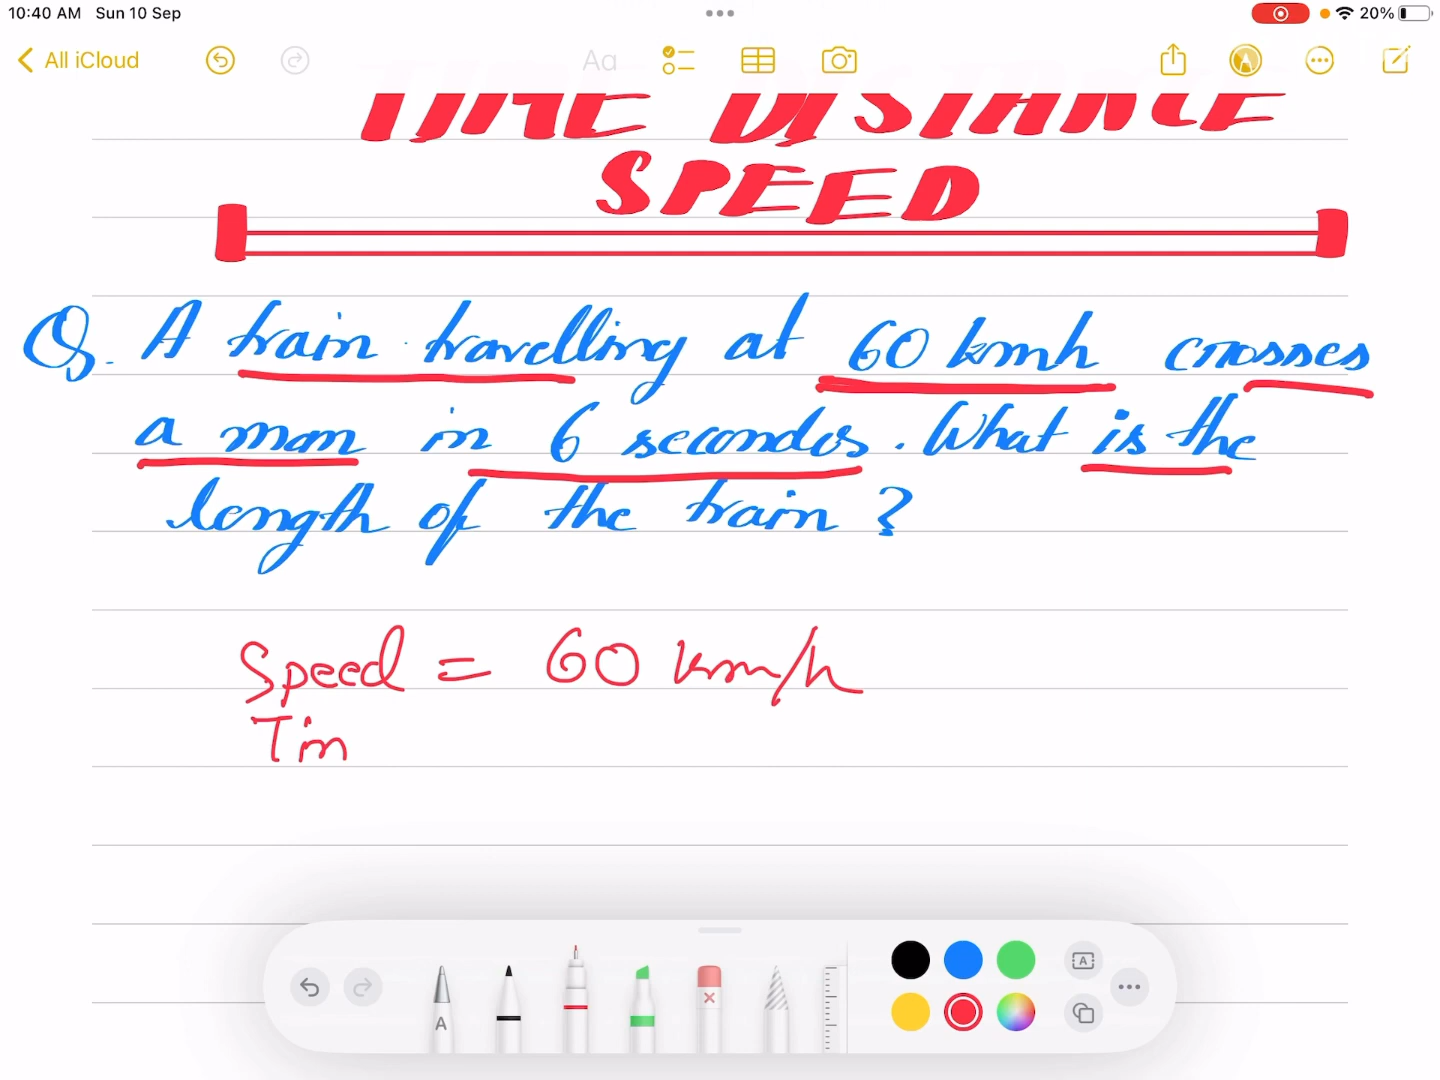 10:40 AM Sun 10 Sep
20%
All iCloud
Aa
TIME DISTANCE
SPEED
Q. A train travelling at 60 kmh crosses
a man in 6 seconds. What is the
length of the train ?
Speed = 60 km/h
Tim
A
A